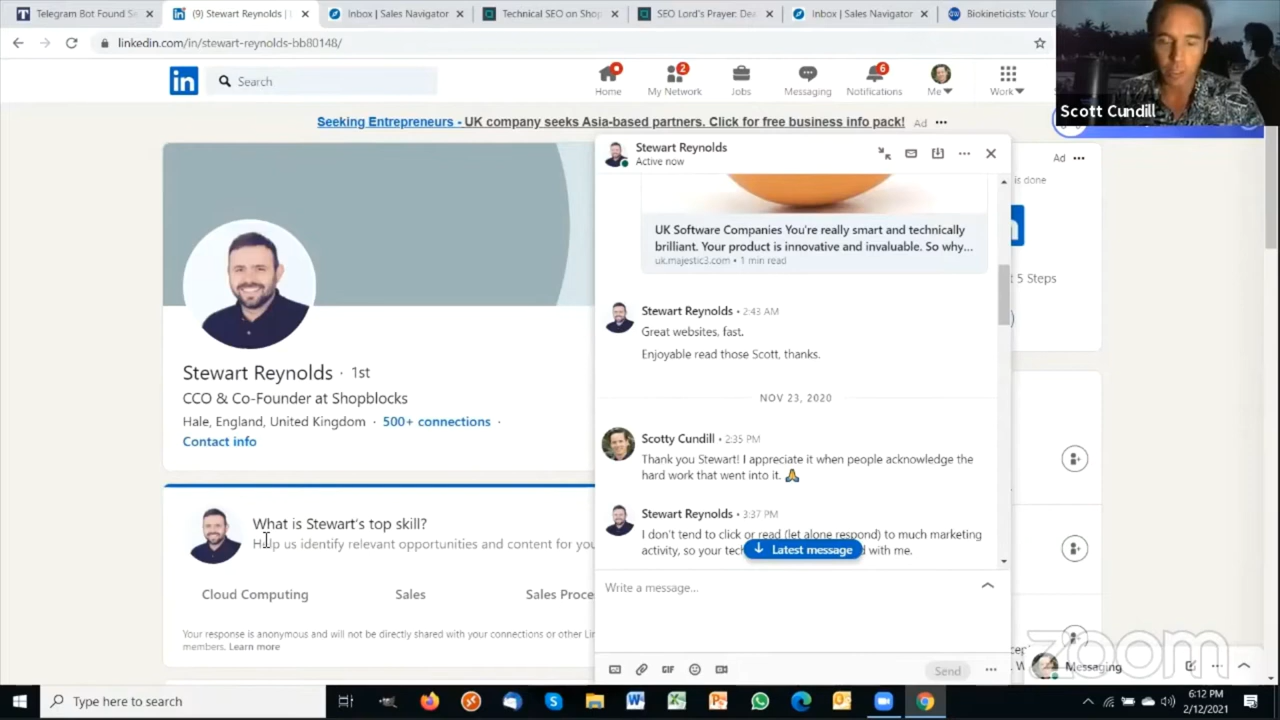 Telegram Bot Found Se
(9) Stewart Reynolds | L
Inbox | Sales Navigator
Technical SEO on Shop
SEO Lord's Prayer: De
Inbox | Sales Navigator
Biokineticists: Your C
linkedin.com/in/stewart-reynolds-bb80148/
Scott Cundill
in
Search
2
6
Home
My Network
Jobs
Messaging
Notifications
Me
Work
Seeking Entrepreneurs - UK company seeks Asia-based partners. Click for free business info pack! Ad
Stewart Reynolds
Active now
Ad
is done
UK Software Companies You're really smart and technically
brilliant. Your product is innovative and invaluable. So why...
uk.majestic3.com • 1 min read
5 Steps
Stewart Reynolds • 2:43 AM
Great websites, fast.
Enjoyable read those Scott, thanks.
Stewart Reynolds · 1st
CCO & Co-Founder at Shopblocks
Hale, England, United Kingdom · 500+ connections ·
Contact info
NOV 23, 2020
Scotty Cundill • 2:35 PM
Thank you Stewart! I appreciate it when people acknowledge the
hard work that went into it. 🙏
Stewart Reynolds • 3:37 PM
I don't tend to click or read (let alone respond) to much marketing
activity, so your tec
d with me.
Latest message
What is Stewart's top skill?
Help us identify relevant opportunities and content for you
Cloud Computing
Sales
Sales Proce
Your response is anonymous and will not be directly shared with your connections or other Lin
members. Learn more
Write a message...
GIF
Send
zoom
Messaging
Type here to search
6:12 PM
2/12/2021